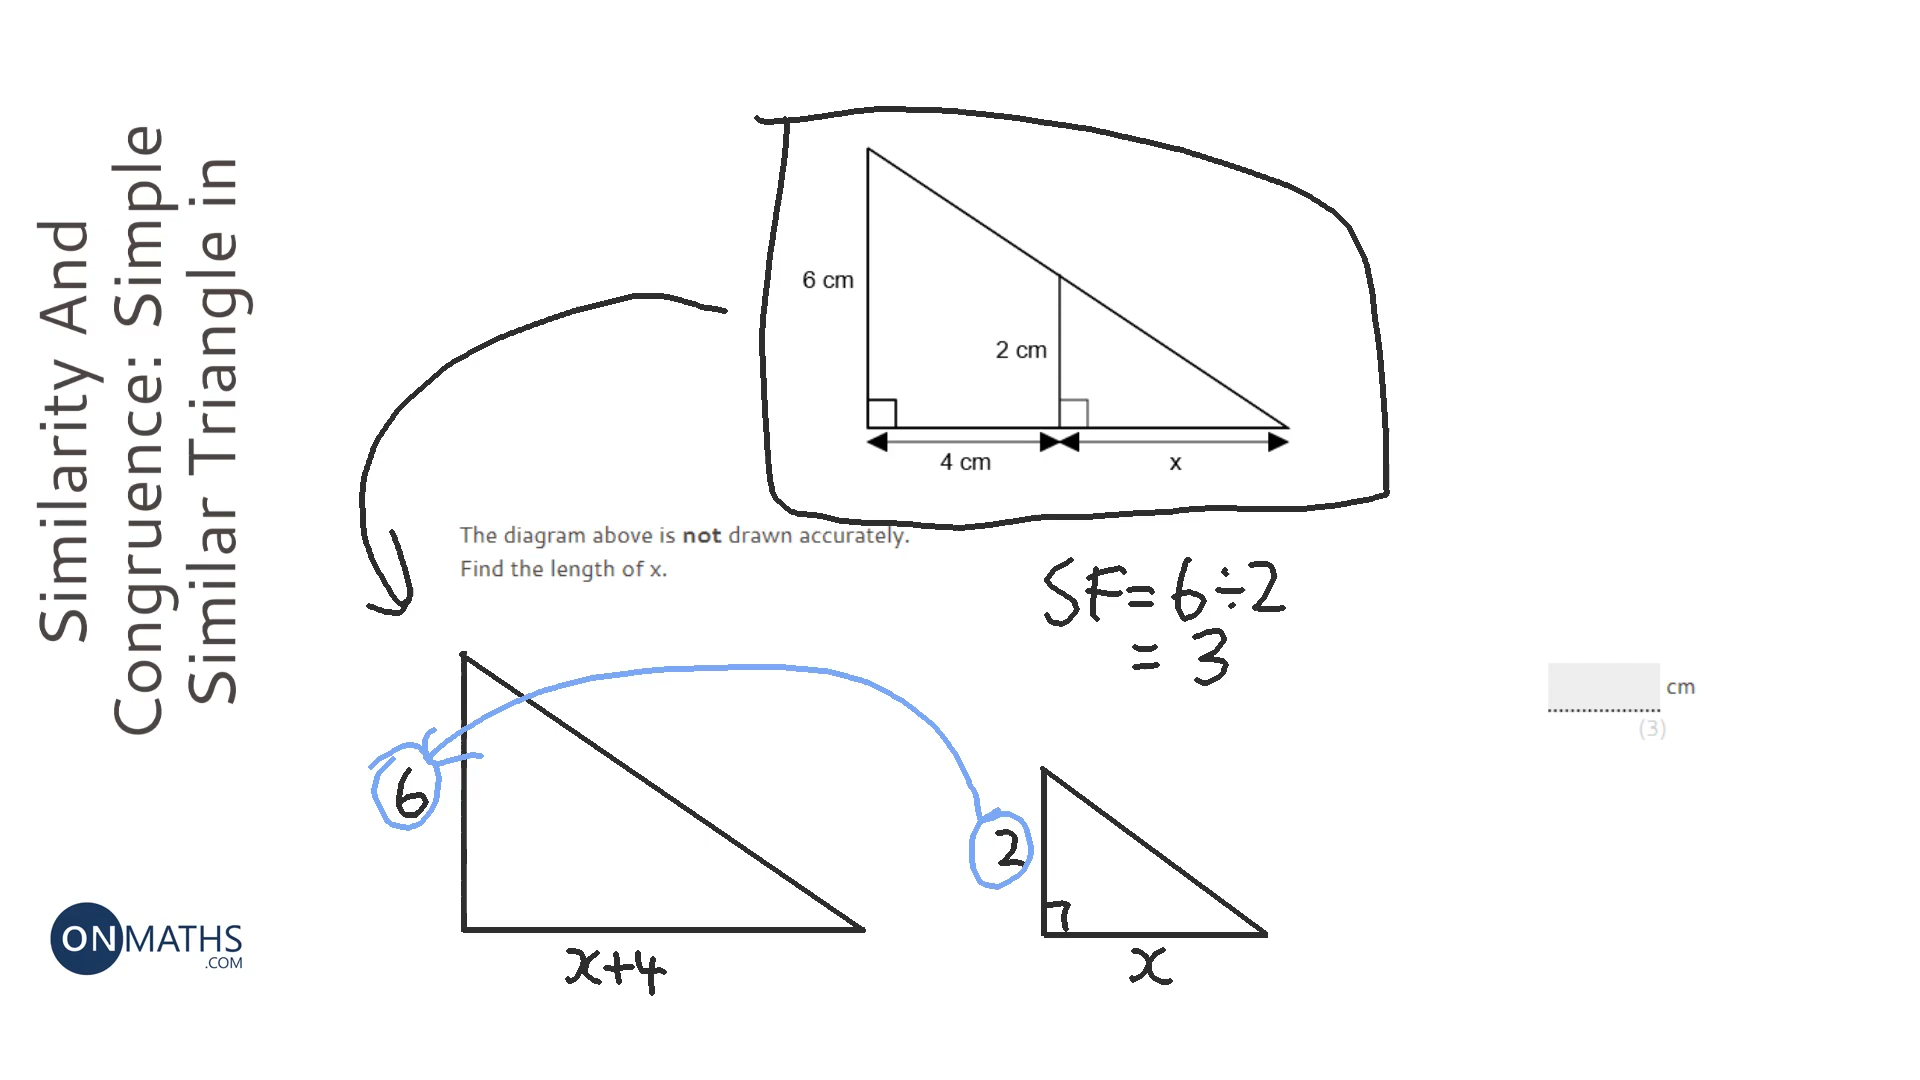 Similarity And
Congruence: Simple
Similar Triangle in
6 cm
2 cm
4 cm
x
The diagram above is not drawn accurately.
Find the length of x.
SF = 6 ÷ 2
= 3
cm
(3)
6
2
x+4
x
ONMATHS
.COM